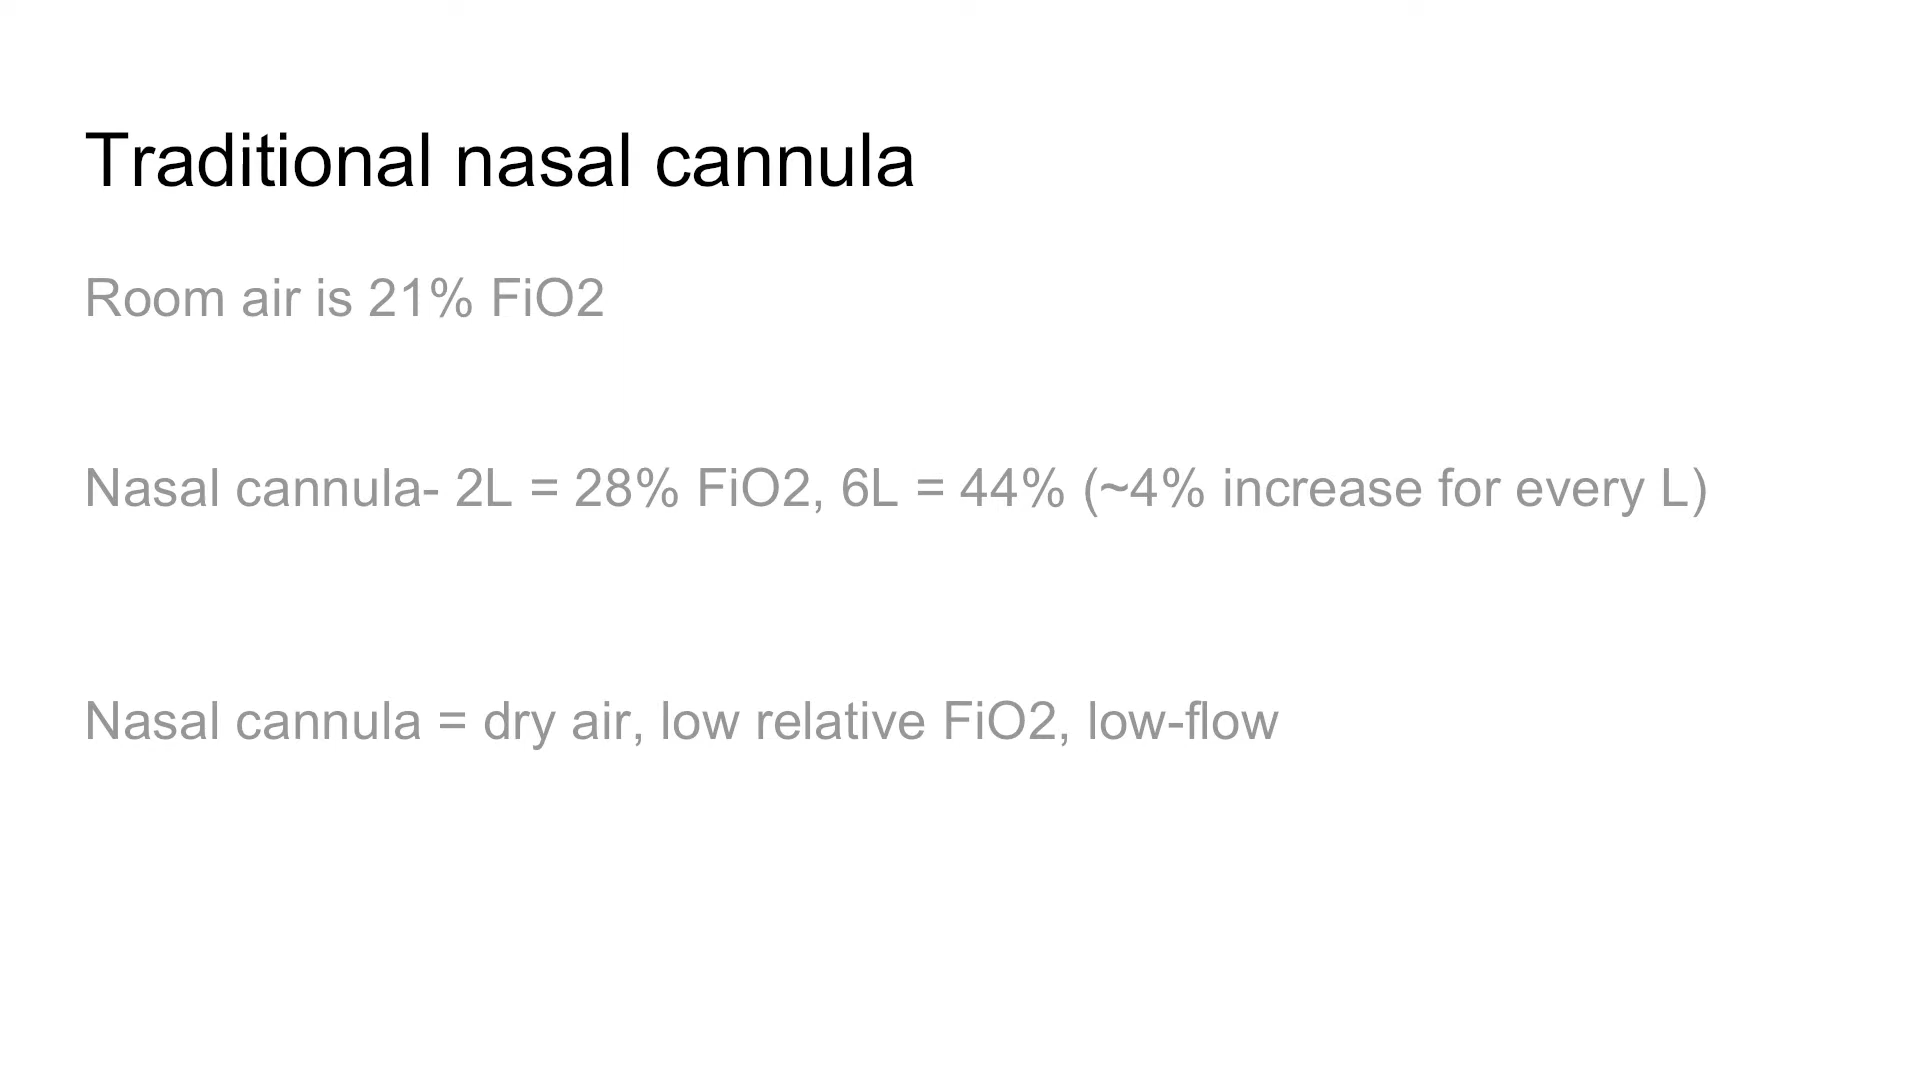 Traditional nasal cannula
Room air is 21% FiO2
Nasal cannula- 2L = 28% FiO2, 6L = 44% (~4% increase for every L)
Nasal cannula = dry air, low relative FiO2, low-flow